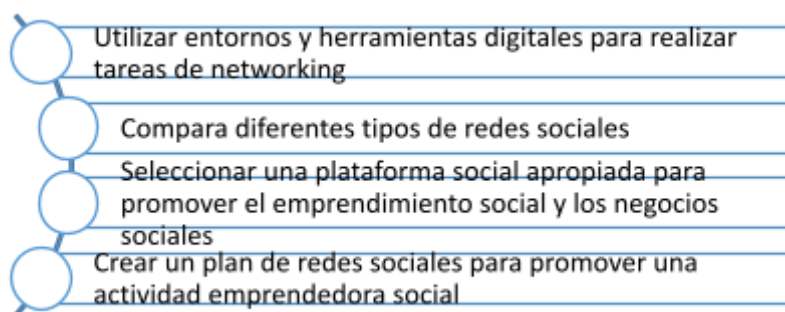 Utilizar entornos y herramientas digitales para realizar
tareas de networking
Compara diferentes tipos de redes sociales
Seleccionar una plataforma social apropiada para
promover el emprendimiento social y los negocios
sociales
Crear un plan de redes sociales para promover una
actividad emprendedora social